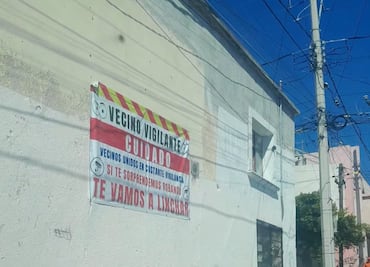 VECINO VIGILANTE
CUIDADO
VECINOS UNIDOS EN CONSTANTE VIGILANCIA
SI TE SORPRENDEMOS ROBANDO
TE VAMOS A LINCHAR